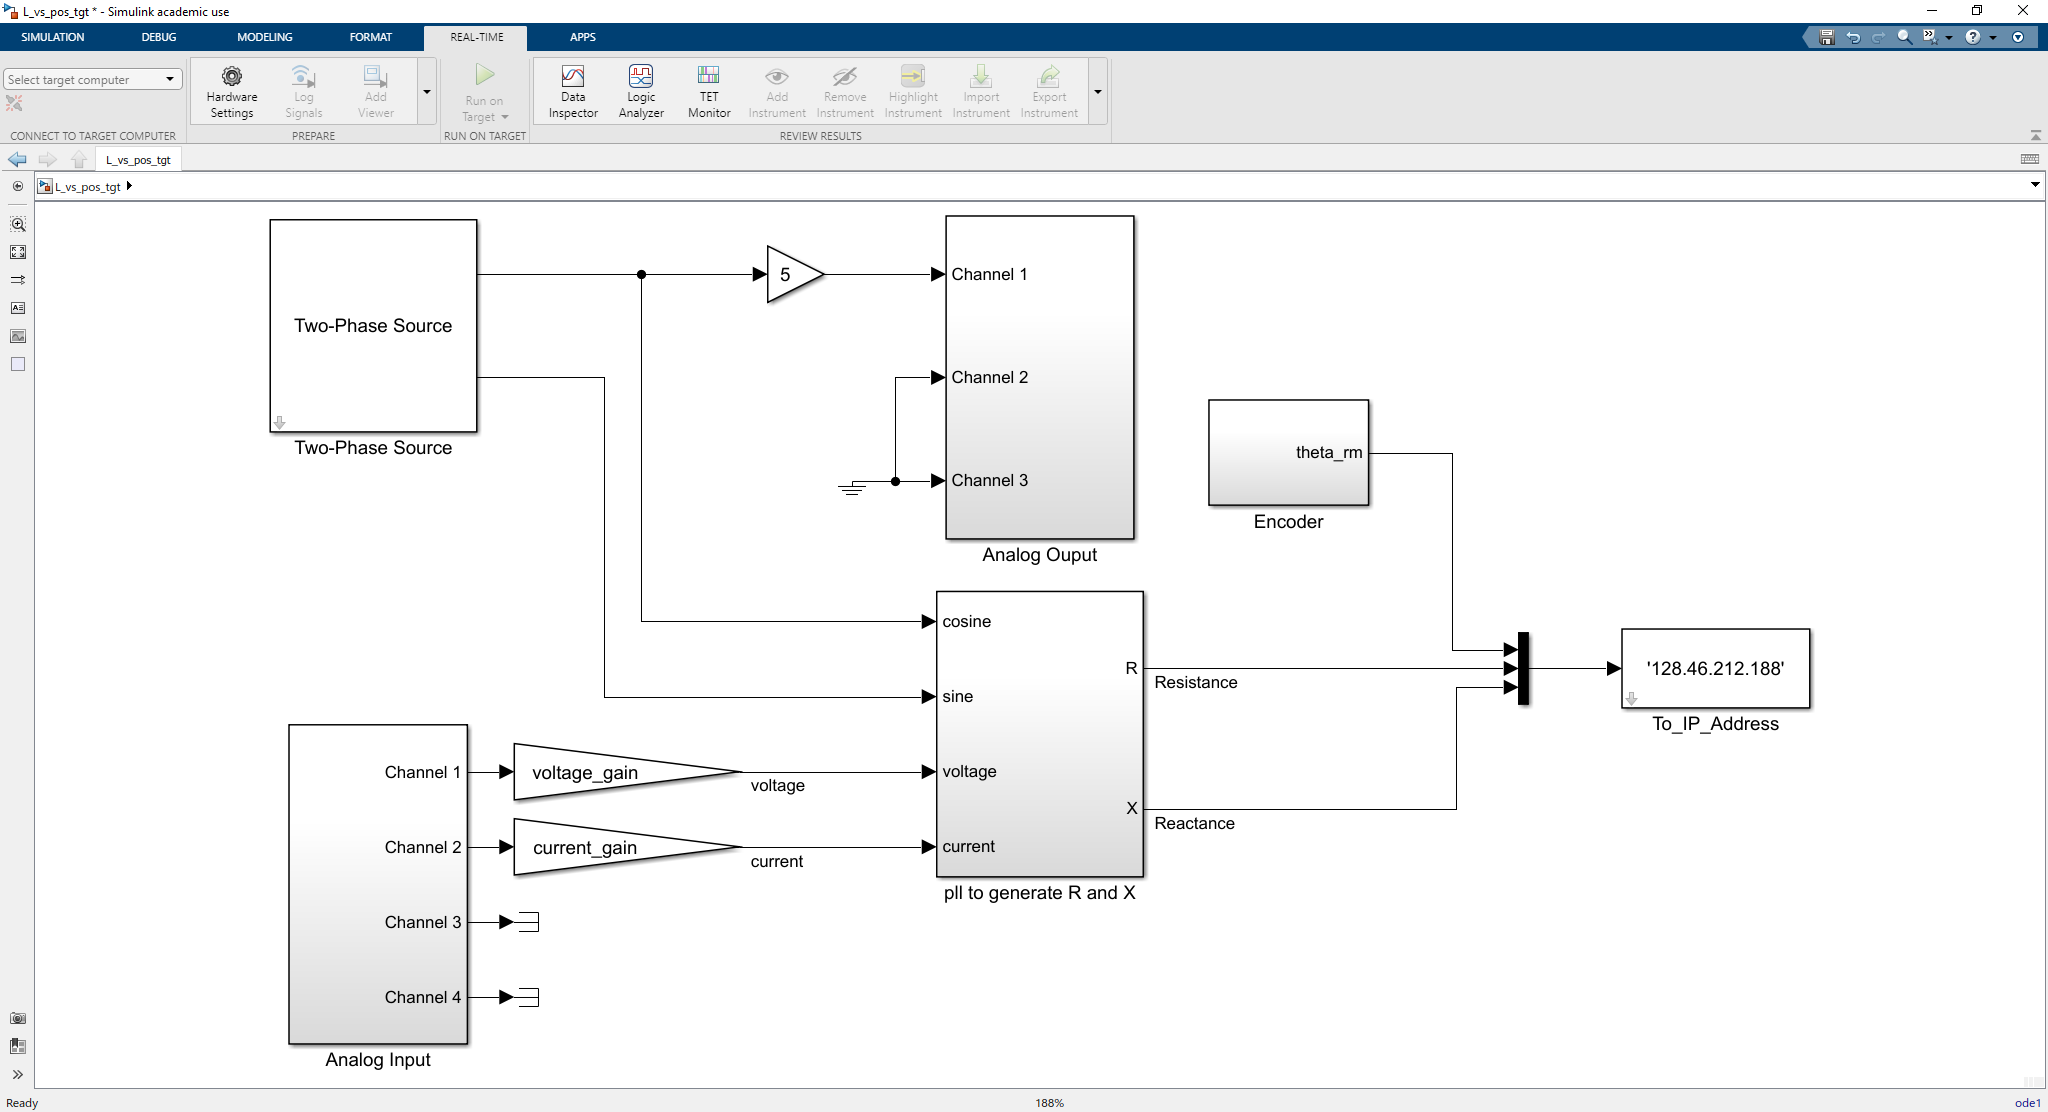 L_vs_pos_tgt * - Simulink academic use
SIMULATION
DEBUG
MODELING
FORMAT
REAL-TIME
APPS
Select target computer
Hardware
Settings
Log
Signals
Add
Viewer
Run on
Target
Data
Inspector
Logic
Analyzer
TET
Monitor
Add
Instrument
Remove
Instrument
Highlight
Instrument
Import
Instrument
Export
Instrument
CONNECT TO TARGET COMPUTER
PREPARE
RUN ON TARGET
REVIEW RESULTS
L_vs_pos_tgt
L_vs_pos_tgt
Two-Phase Source
Two-Phase Source
5
Channel 1
Channel 2
Channel 3
Analog Ouput
theta_rm
Encoder
cosine
sine
voltage
current
R
X
pll to generate R and X
Resistance
Reactance
'128.46.212.188'
To_IP_Address
Channel 1
Channel 2
Channel 3
Channel 4
Analog Input
voltage_gain
voltage
current_gain
current
Ready
188%
ode1